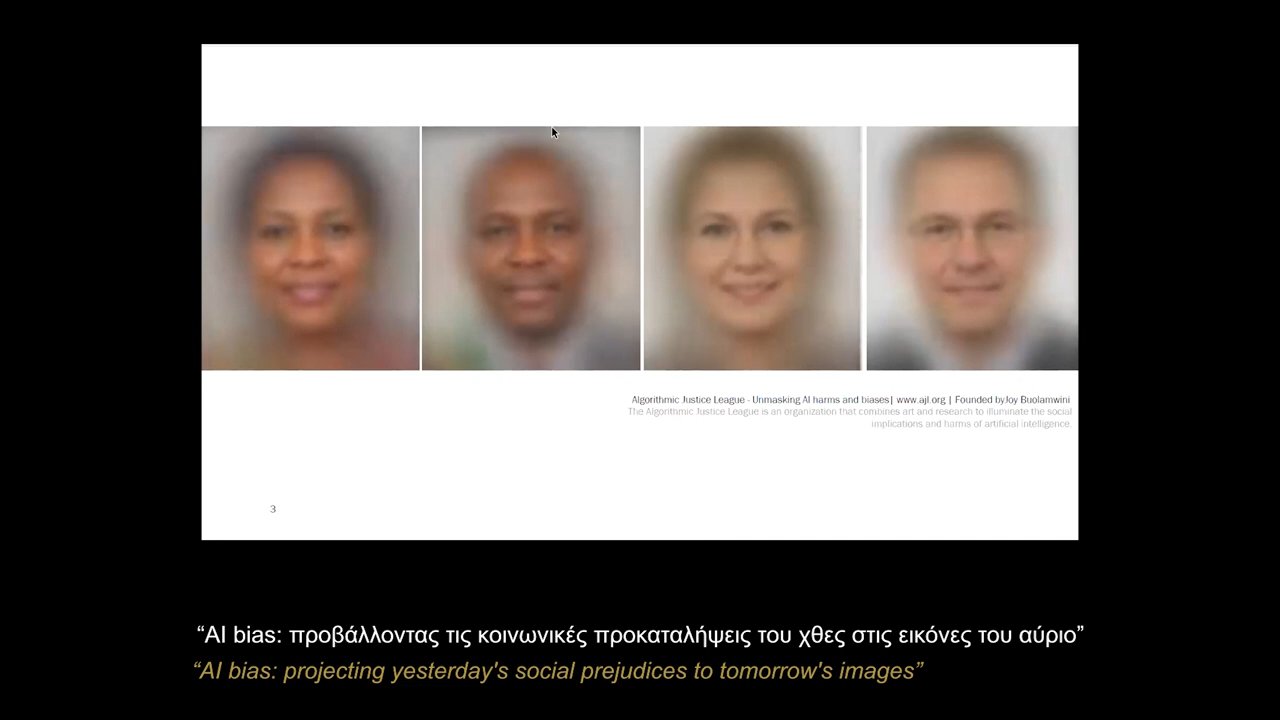 Algorithmic Justice League - Unmasking AI harms and biases| www.ajl.org | Founded byJoy Buolamwini
The Algorithmic Justice League is an organization that combines art and research to illuminate the social
implications and harms of artificial intelligence.
3
“AI bias: προβάλλοντας τις κοινωνικές προκαταλήψεις του χθες στις εικόνες του αύριο”
“AI bias: projecting yesterday's social prejudices to tomorrow's images”